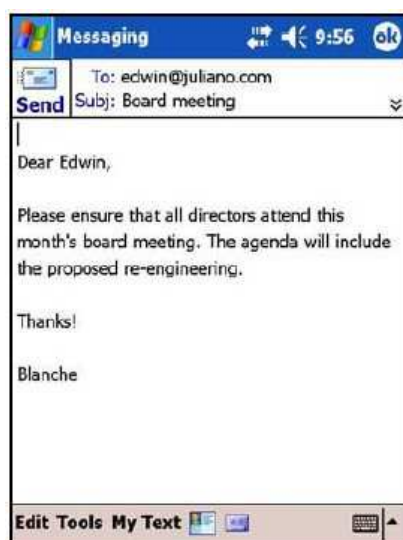 Messaging 9:56 ok
To: edwin@juliano.com
Send Subj: Board meeting
Dear Edwin,
Please ensure that all directors attend this
month's board meeting. The agenda will include
the proposed re-engineering.
Thanks!
Blanche
Edit Tools My Text